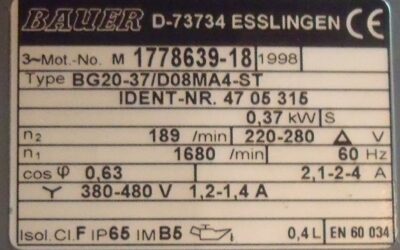 BAUER D-73734 ESSLINGEN CE
3~Mot.-No. M 1778639-18 1998
Type BG20-37/D08MA4-ST
IDENT-NR. 47 05 315
0,37 kW S
n2 189 /min 220-280 Δ V
n1 1680 /min 60 Hz
cos φ 0,63 2,1-2-4 A
Y 380-480 V 1,2-1,4 A
Isol.Cl.F IP65 IM B5 0,4 L EN 60 034